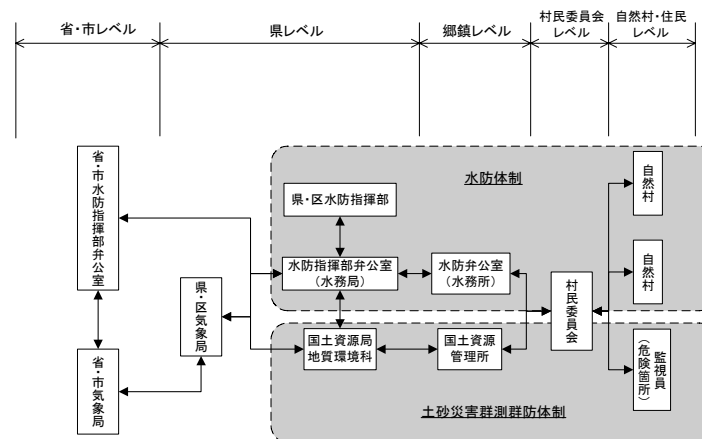 省・市レベル
県レベル
郷鎮レベル
村民委員会
レベル
自然村・住民
レベル
水防体制
省・市水防指揮部弁公室
県・区水防指揮部
自然村
水防指揮部弁公室
（水務局）
水防弁公室
（水務所）
自然村
県・区気象局
村民委員会
国土資源局
地質環境科
国土資源
管理所
監視員
（危険箇所）
省・市気象局
土砂災害群測群防体制